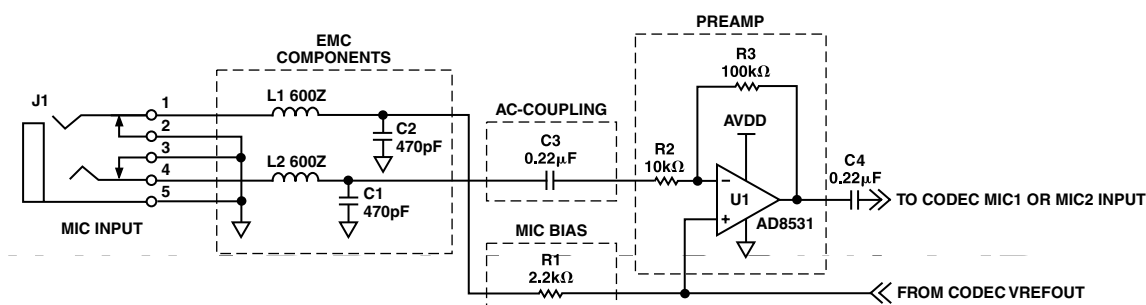 PREAMP
EMC
COMPONENTS
R3
100kΩ
J1
1
L1 600Z
AC-COUPLING
AVDD
2
C2
470pF
C3
0.22μF
R2
10kΩ
C4
0.22μF
3
4
L2 600Z
–
U1
+
TO CODEC MIC1 OR MIC2 INPUT
5
C1
470pF
AD8531
MIC INPUT
MIC BIAS
R1
2.2kΩ
FROM CODEC VREFOUT